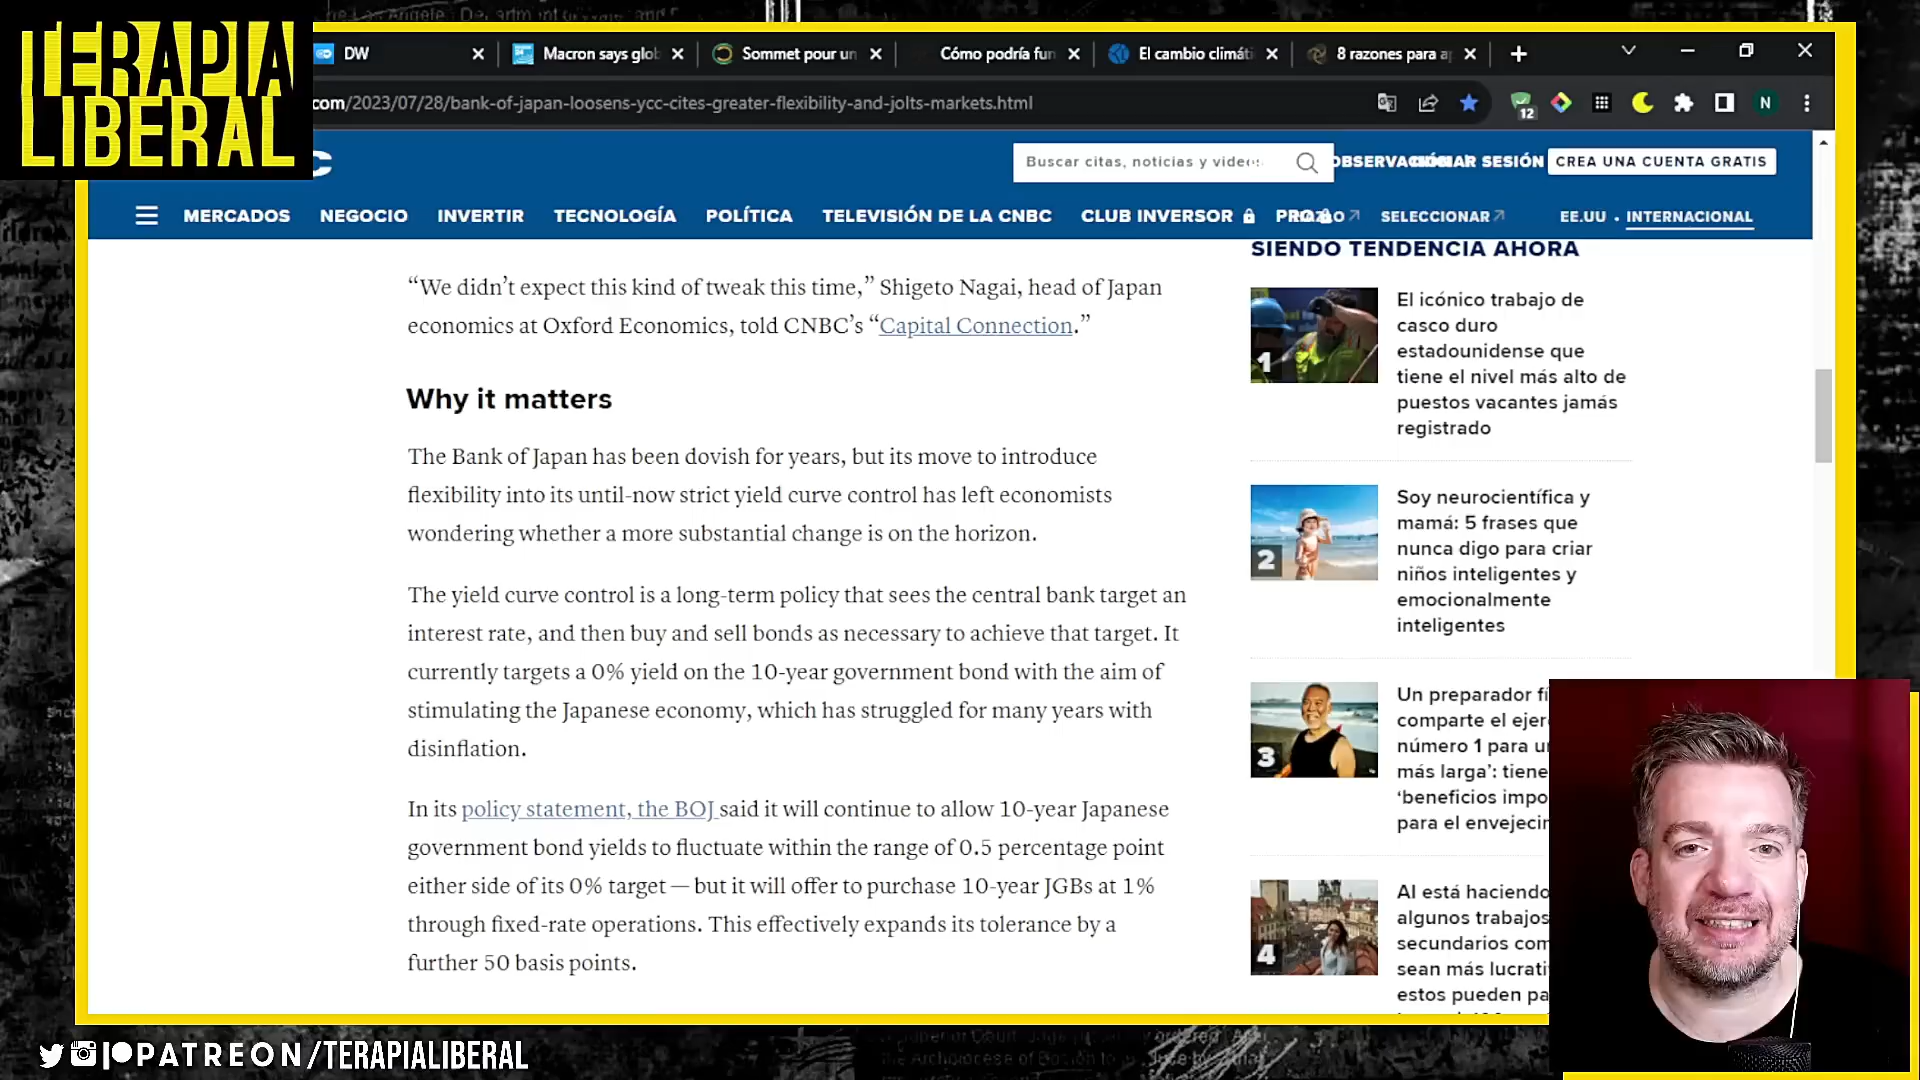 TERAPIA
LIBERAL
DW
Macron says glob
Sommet pour un
Cómo podría fun
El cambio climát
8 razones para a
com/2023/07/28/bank-of-japan-loosens-ycc-cites-greater-flexibility-and-jolts-markets.html
12
N
Buscar citas, noticias y videos
SESIÓN
CREA UNA CUENTA GRATIS
MERCADOS
NEGOCIO
INVERTIR
TECNOLOGÍA
POLÍTICA
TELEVISIÓN DE LA CNBC
CLUB INVERSOR
PRO
SELECCIONAR
EE.UU • INTERNACIONAL
“We didn’t expect this kind of tweak this time,” Shigeto Nagai, head of Japan
economics at Oxford Economics, told CNBC’s “Capital Connection.”
Why it matters
The Bank of Japan has been dovish for years, but its move to introduce
flexibility into its until-now strict yield curve control has left economists
wondering whether a more substantial change is on the horizon.
The yield curve control is a long-term policy that sees the central bank target an
interest rate, and then buy and sell bonds as necessary to achieve that target. It
currently targets a 0% yield on the 10-year government bond with the aim of
stimulating the Japanese economy, which has struggled for many years with
disinflation.
In its policy statement, the BOJ said it will continue to allow 10-year Japanese
government bond yields to fluctuate within the range of 0.5 percentage point
either side of its 0% target — but it will offer to purchase 10-year JGBs at 1%
through fixed-rate operations. This effectively expands its tolerance by a
further 50 basis points.
SIENDO TENDENCIA AHORA
1
El icónico trabajo de
casco duro
estadounidense que
tiene el nivel más alto de
puestos vacantes jamás
registrado
2
Soy neurocientífica y
mamá: 5 frases que
nunca digo para criar
niños inteligentes y
emocionalmente
inteligentes
3
Un preparador fí
comparte el ejer
número 1 para u
más larga’: tiene
‘beneficios impo
para el envejecin
4
Al está haciendo
algunos trabajos
secundarios com
sean más lucrati
estos pueden pa
PATREON/TERAPIALIBERAL